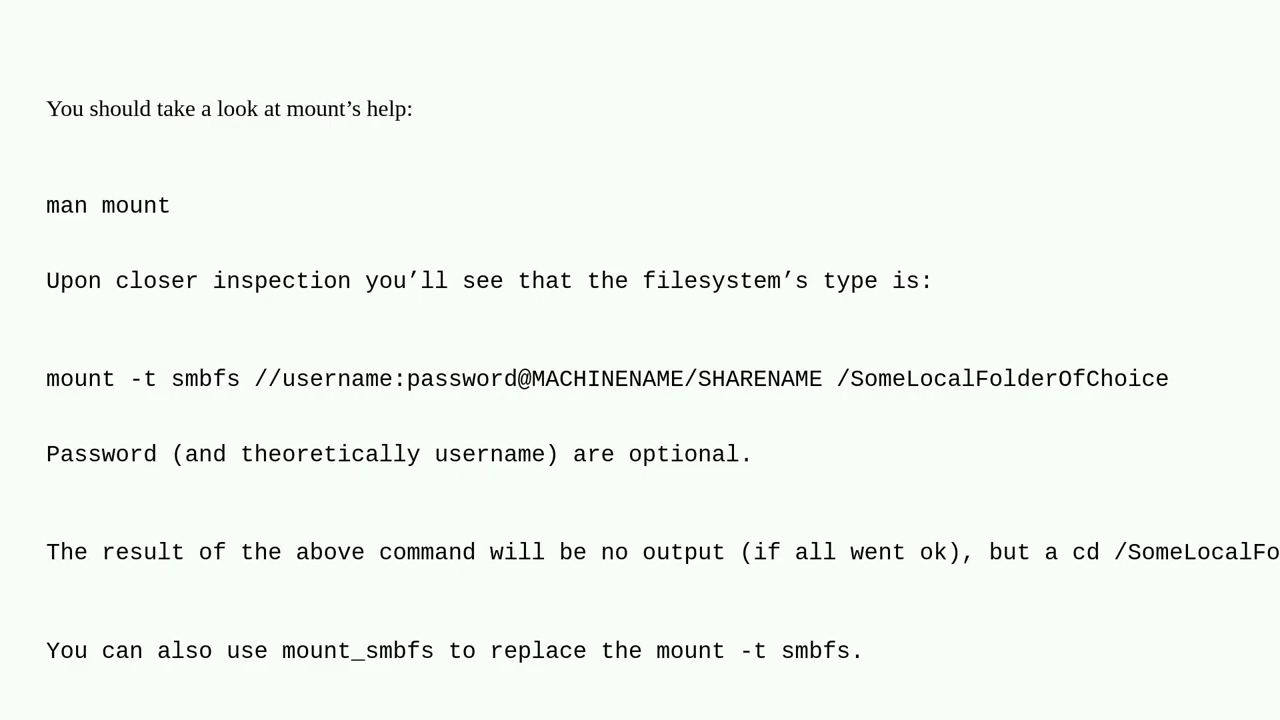 You should take a look at mount’s help:
man mount
Upon closer inspection you’ll see that the filesystem’s type is:
mount -t smbfs //username:password@MACHINENAME/SHARENAME /SomeLocalFolderOfChoice
Password (and theoretically username) are optional.
The result of the above command will be no output (if all went ok), but a cd /SomeLocalFo
You can also use mount_smbfs to replace the mount -t smbfs.